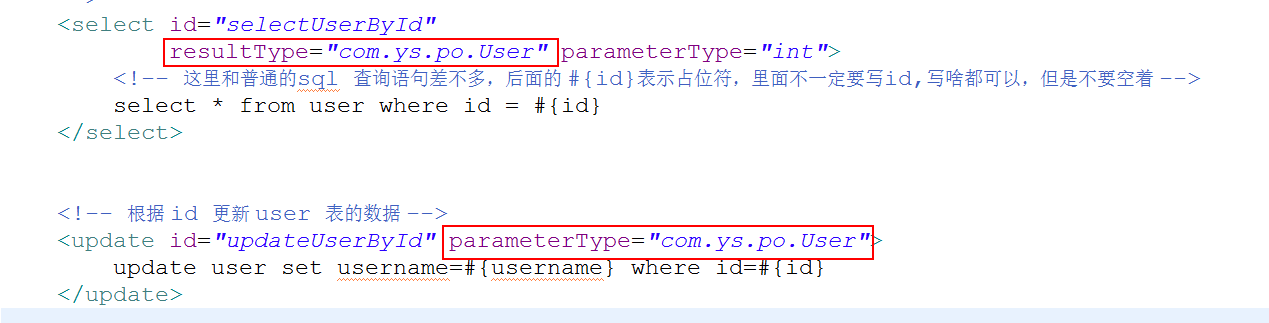 -->
<select id="selectUserById"
resultType="com.ys.po.User" parameterType="int">
<!-- 这里和普通的sql 查询语句差不多，后面的 #{id}表示占位符，里面不一定要写id,写啥都可以，但是不要空着 -->
select * from user where id = #{id}
</select>
<!-- 根据 id 更新 user 表的数据 -->
<update id="updateUserById" parameterType="com.ys.po.User">
update user set username=#{username} where id=#{id}
</update>